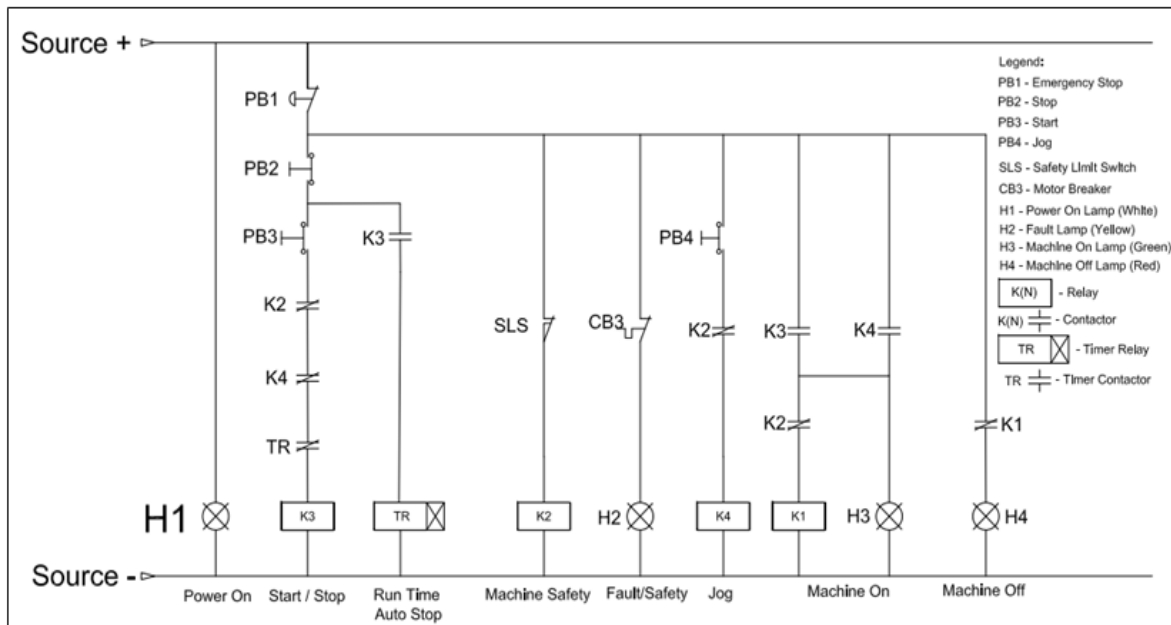 Source +
PB1
PB2
PB3
K3
PB4
K2
SLS
CB3
K2
K3
K4
K4
K2
K1
TR
H1
K3
TR
K2
H2
K4
K1
H3
H4
Source -
Power On
Start / Stop
Run Time
Auto Stop
Machine Safety
Fault/Safety
Jog
Machine On
Machine Off
Legend:
PB1 - Emergency Stop
PB2 - Stop
PB3 - Start
PB4 - Jog
SLS - Safety Limit Switch
CB3 - Motor Breaker
H1 - Power On Lamp (White)
H2 - Fault Lamp (Yellow)
H3 - Machine On Lamp (Green)
H4 - Machine Off Lamp (Red)
K(N) - Relay
K(N) - Contactor
TR - Timer Relay
TR - Timer Contactor